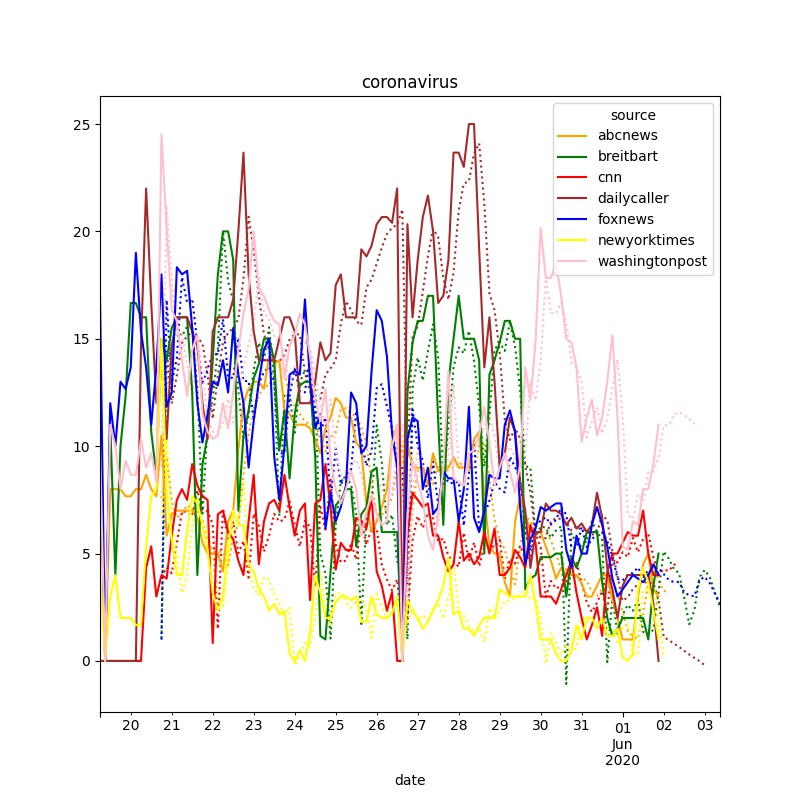 coronavirus
source
abcnews
breitbart
cnn
dailycaller
foxnews
newyorktimes
washingtonpost
25
20
15
10
5
0
20 21 22 23 24 25 26 27 28 29 30 31 01 02 03
Jun
2020
date